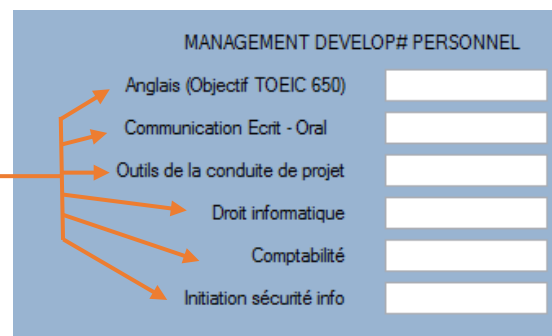 MANAGEMENT DEVELOP# PERSONNEL
Anglais (Objectif TOEIC 650)
Communication Ecrit - Oral
Outils de la conduite de projet
Droit informatique
Comptabilité
Initiation sécurité info